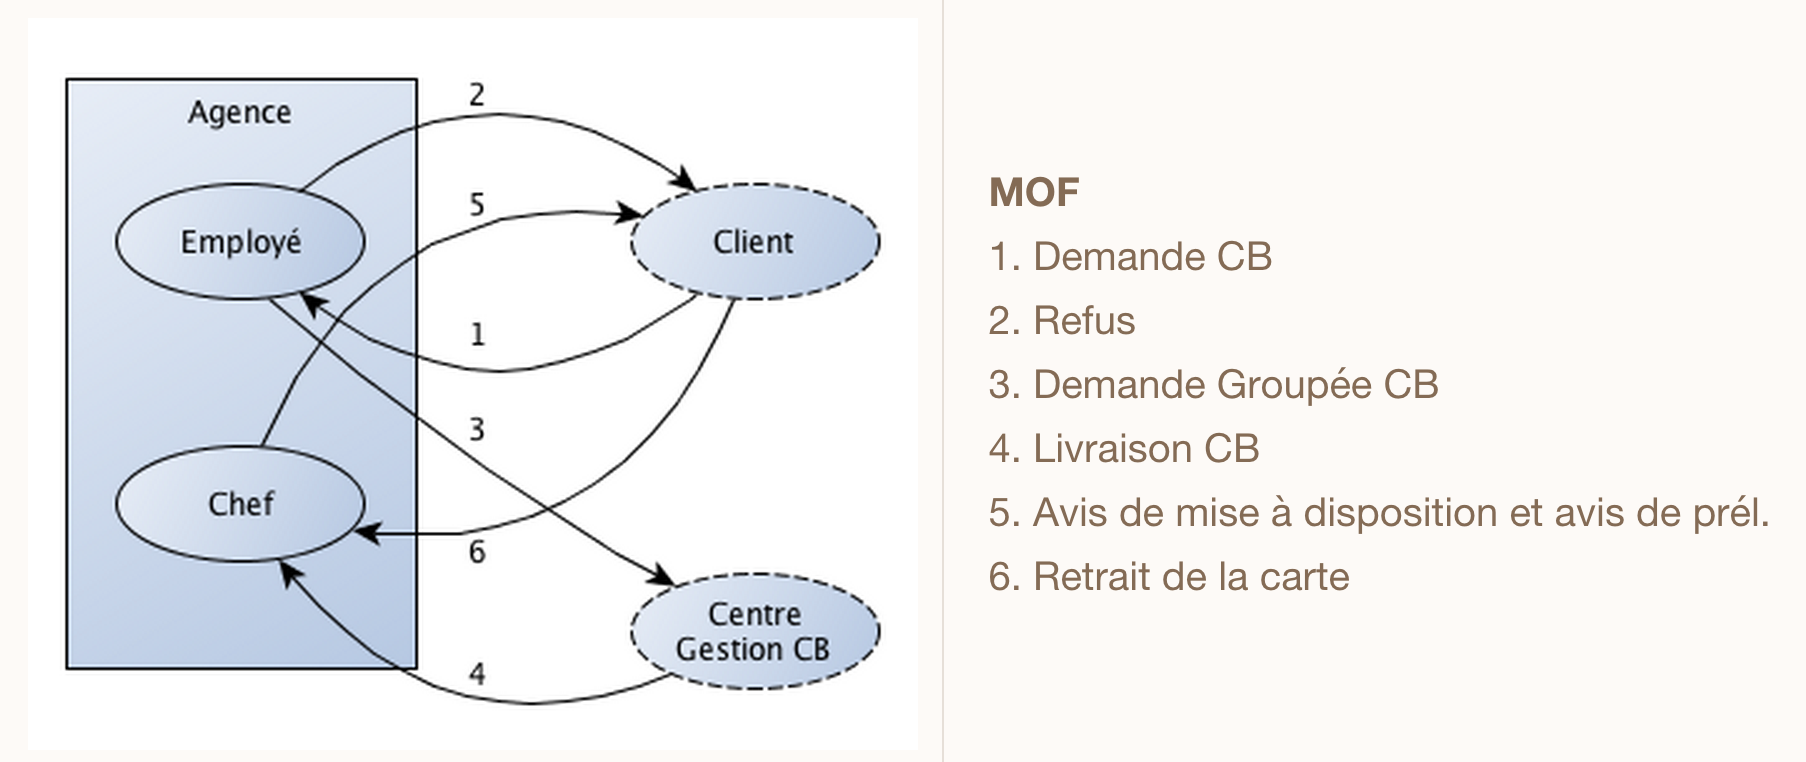 Agence
2
5
Employé
Client
1
3
Chef
6
Centre
Gestion CB
4
MOF
1. Demande CB
2. Refus
3. Demande Groupée CB
4. Livraison CB
5. Avis de mise à disposition et avis de prél.
6. Retrait de la carte